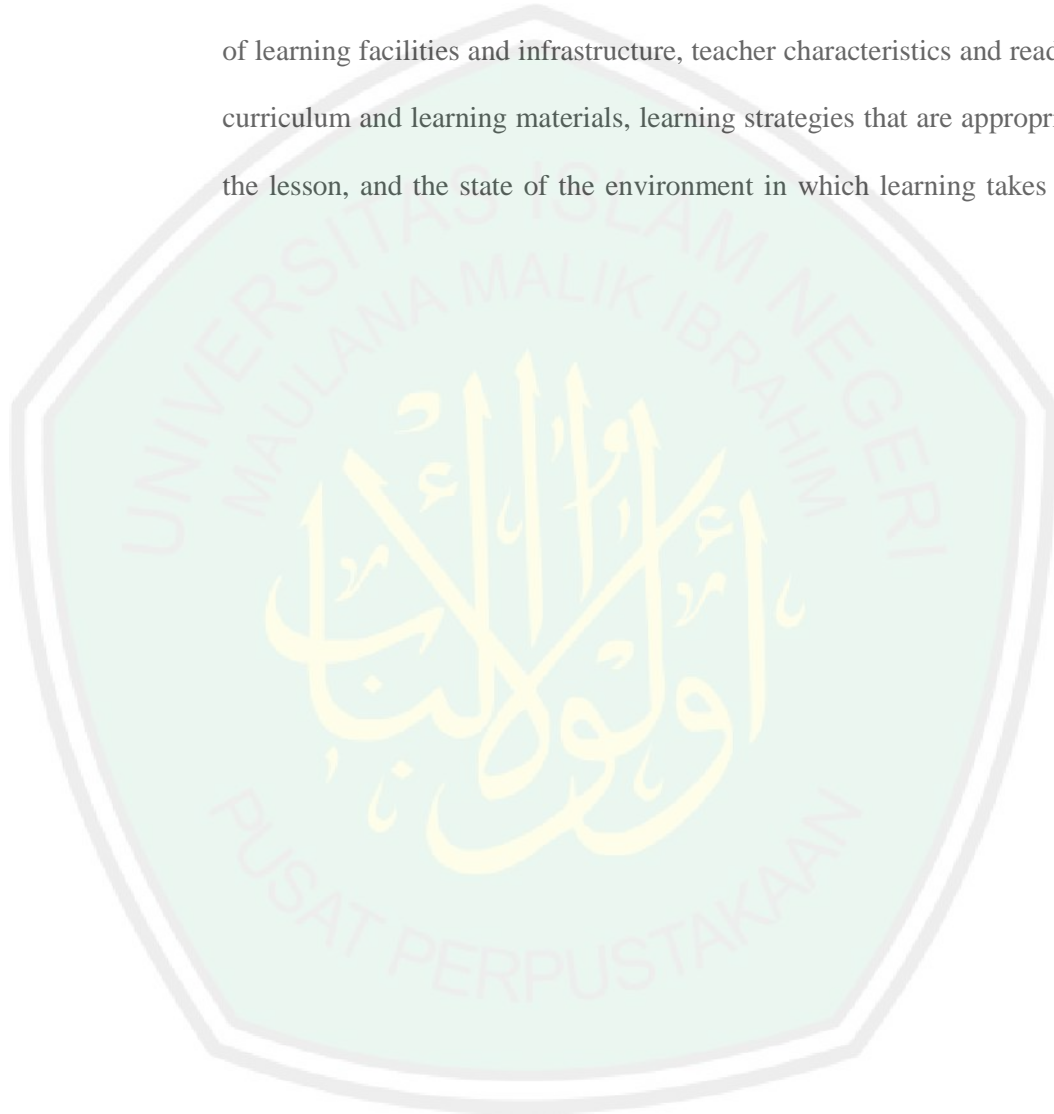 of learning facilities and infrastructure, teacher characteristics and read
curriculum and learning materials, learning strategies that are appropri
the lesson, and the state of the environment in which learning takes
UNIVERSITAS ISLAM NEGERI
MAULANA MALIK IBRAHIM
أولو الألباب
PUSAT PERPUSTAKAAN